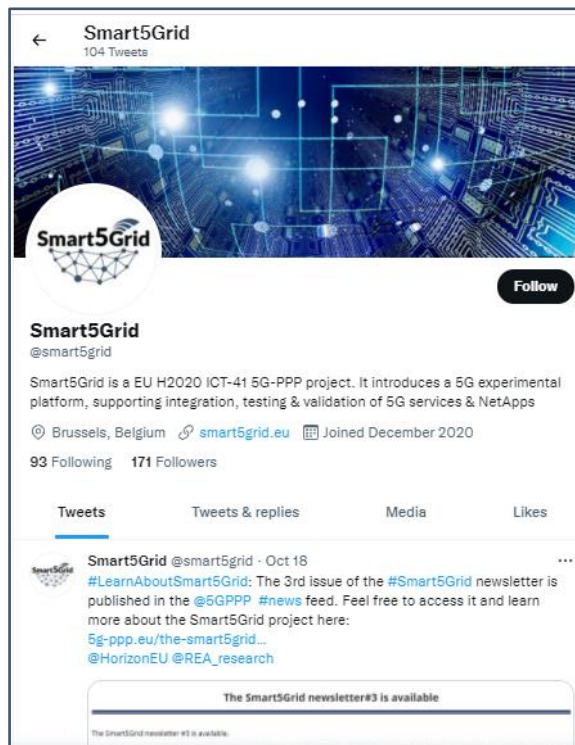 Smart5Grid
104 Tweets
Smart5Grid
Follow
Smart5Grid
@smart5grid
Smart5Grid is a EU H2020 ICT-41 5G-PPP project. It introduces a 5G experimental
platform, supporting integration, testing & validation of 5G services & NetApps
Brussels, Belgium smart5grid.eu Joined December 2020
93 Following 171 Followers
Tweets Tweets & replies Media Likes
Smart5Grid
Smart5Grid @smart5grid · Oct 18 ...
#LearnAboutSmart5Grid: The 3rd issue of the #Smart5Grid newsletter is
published in the @5GPPP #news feed. Feel free to access it and learn
more about the Smart5Grid project here:
5g-ppp.eu/the-smart5grid...
@HorizonEU @REA_research
The Smart5Grid newsletter#3 is available
The Smart5Grid newsletter #3 is available.